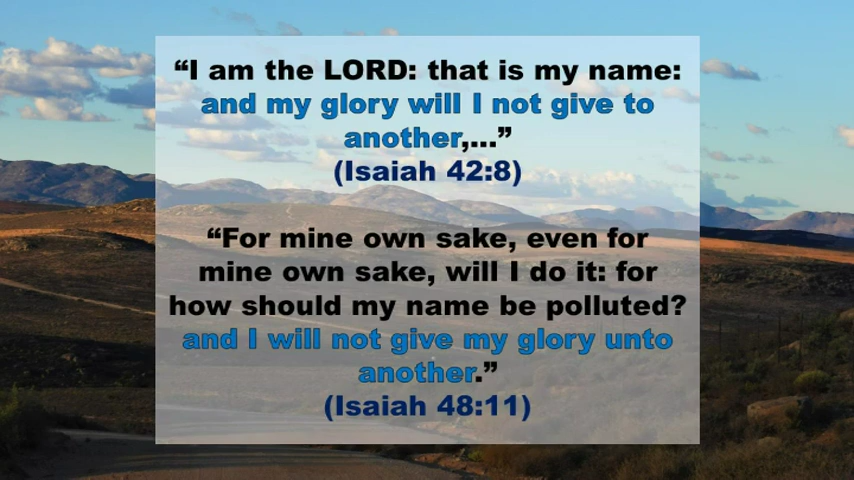 “I am the LORD: that is my name:
and my glory will I not give to
another,...”
(Isaiah 42:8)
“For mine own sake, even for
mine own sake, will I do it: for
how should my name be polluted?
and I will not give my glory unto
another.”
(Isaiah 48:11)